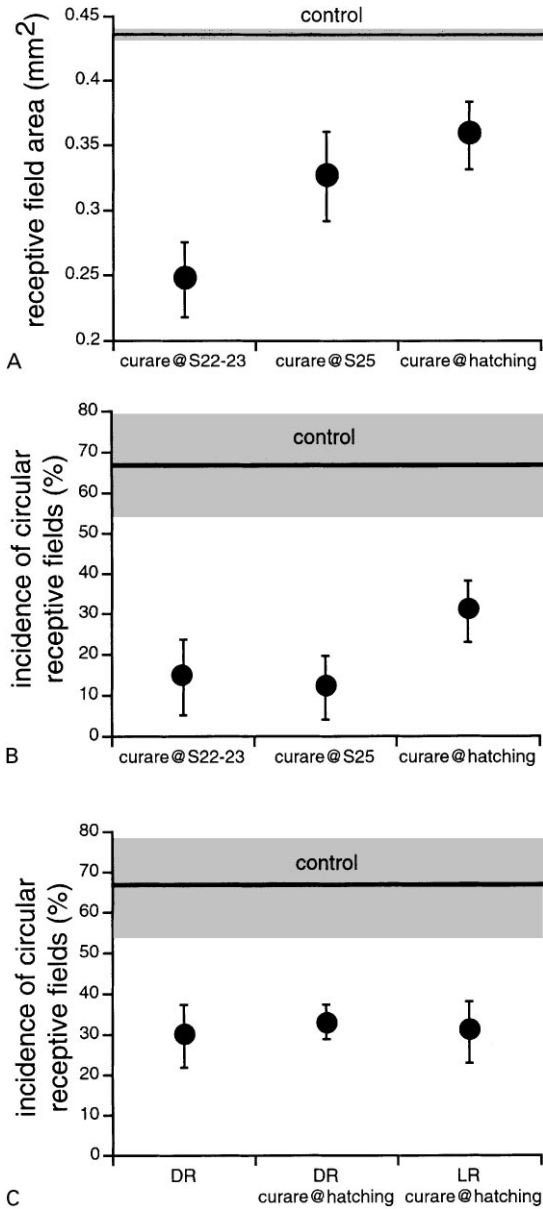 control
0.45
0.4
0.35
0.3
0.25
0.2
receptive field area (mm2)
curare@S22-23 curare@S25 curare@hatching
A
control
80
70
60
50
40
30
20
10
0
incidence of circular
receptive fields (%)
curare@S22-23 curare@S25 curare@hatching
B
control
80
70
60
50
40
30
20
10
0
incidence of circular
receptive fields (%)
DR DR LR
curare@hatching curare@hatching
C